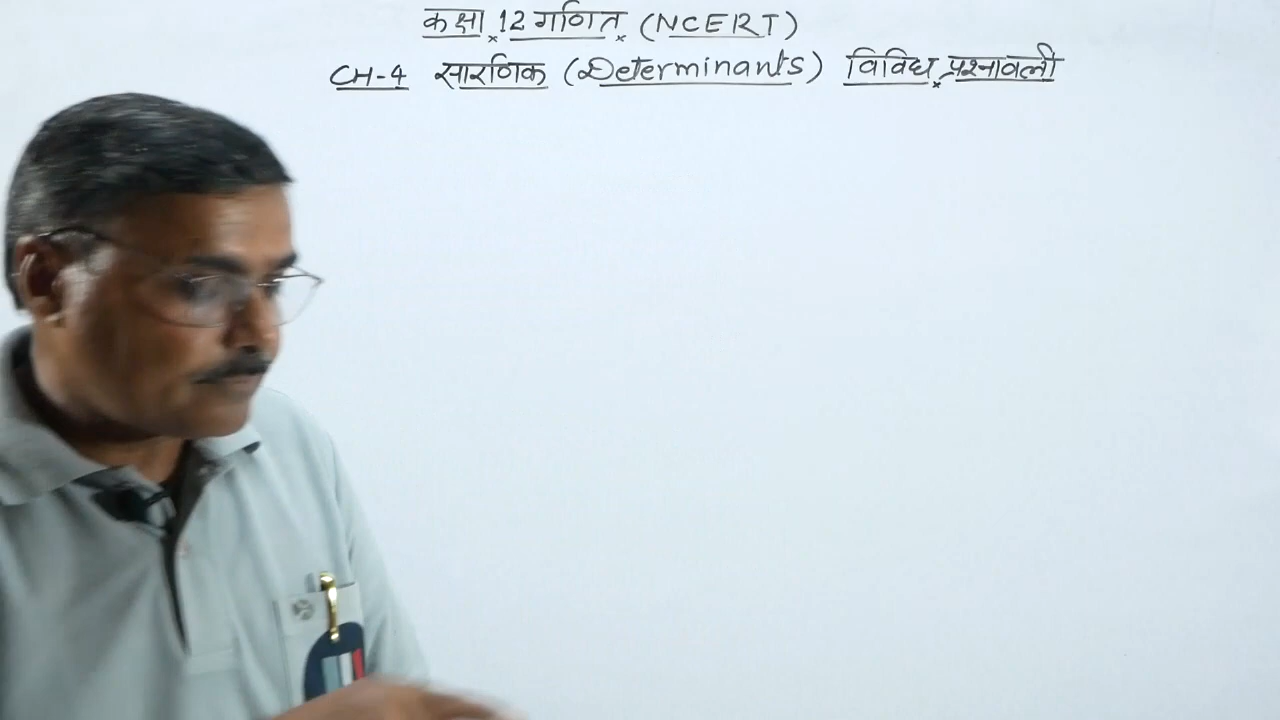 कक्षा 12 गणित (NCERT)
CH-4 सारणिक (Determinants) विविध प्रश्नावली